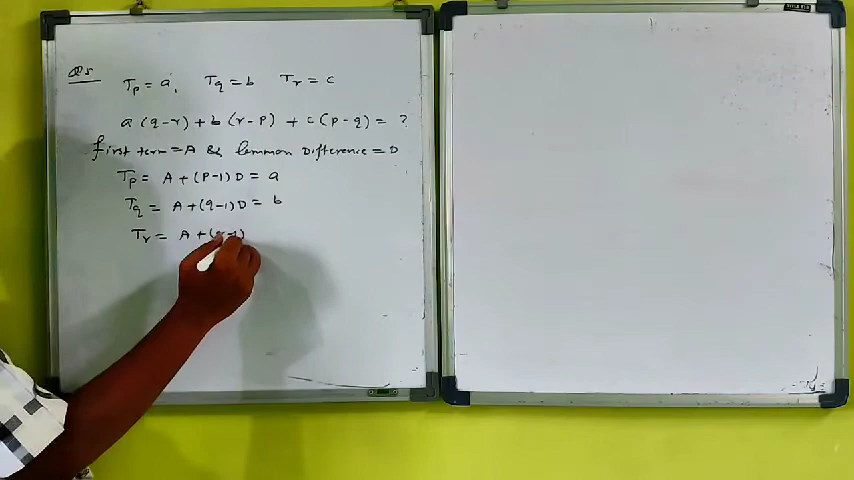 Q5
Tp = a, Tq = b Tr = c
a (q-r) + b (r-p) + c (p-q) = ?
first term = A & Common Difference = D
Tp = A + (p-1) D = a
Tq = A + (q-1) D = b
Tr = A + (r-1)